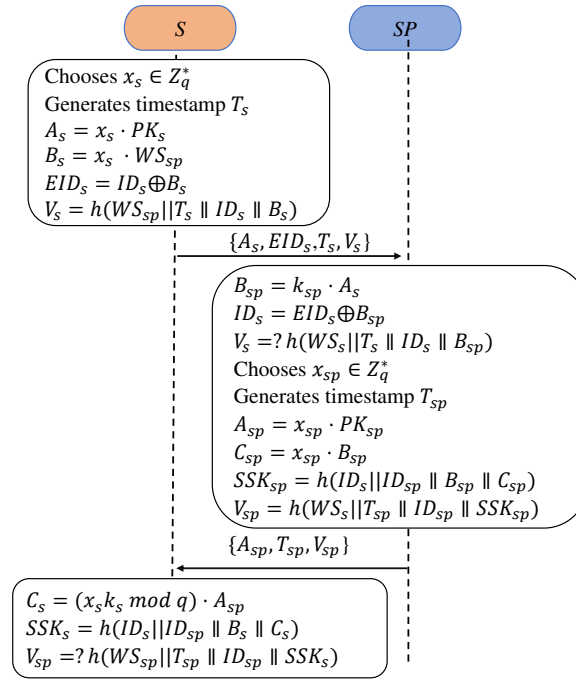 S
SP
Chooses x_s ∈ Z_q^*
Generates timestamp T_s
A_s = x_s · PK_s
B_s = x_s · WS_sp
EID_s = ID_s⊕B_s
V_s = h(WS_sp||T_s ∥ ID_s ∥ B_s)
{A_s, EID_s,T_s, V_s}
B_sp = k_sp · A_s
ID_s = EID_s⊕B_sp
V_s =? h(WS_s||T_s ∥ ID_s ∥ B_sp)
Chooses x_sp ∈ Z_q^*
Generates timestamp T_sp
A_sp = x_sp · PK_sp
C_sp = x_sp · B_sp
SSK_sp = h(ID_s||ID_sp ∥ B_sp ∥ C_sp)
V_sp = h(WS_s||T_sp ∥ ID_sp ∥ SSK_sp)
{A_sp, T_sp, V_sp}
C_s = (x_s k_s mod q) · A_sp
SSK_s = h(ID_s||ID_sp ∥ B_s ∥ C_s)
V_sp =? h(WS_sp||T_sp ∥ ID_sp ∥ SSK_s)